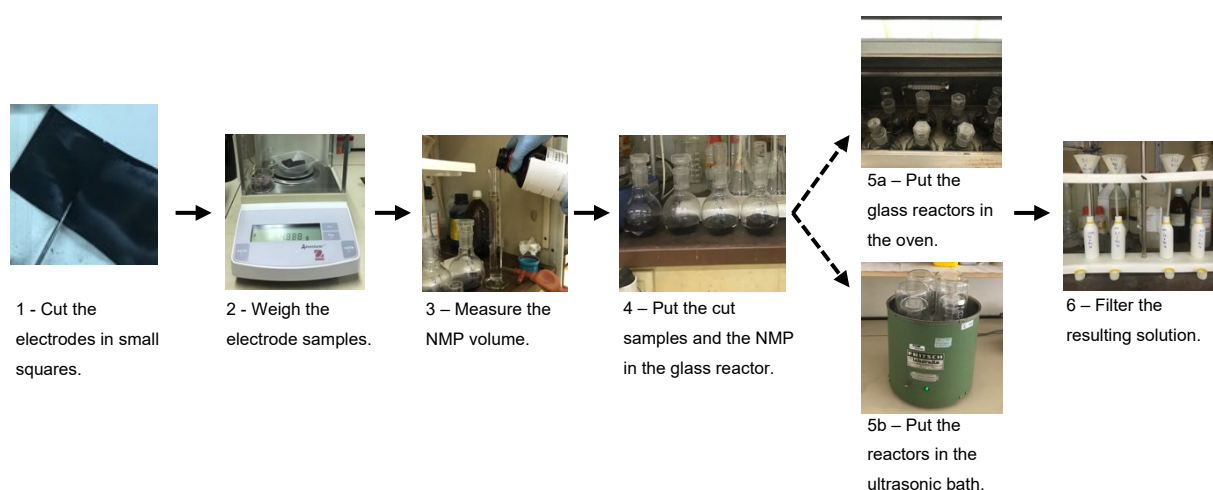 1 - Cut the
electrodes in small
squares.
2 - Weigh the
electrode samples.
3 – Measure the
NMP volume.
4 – Put the cut
samples and the NMP
in the glass reactor.
5a – Put the
glass reactors in
the oven.
FRITSCH
5b – Put the
reactors in the
ultrasonic bath.
6 – Filter the
resulting solution.